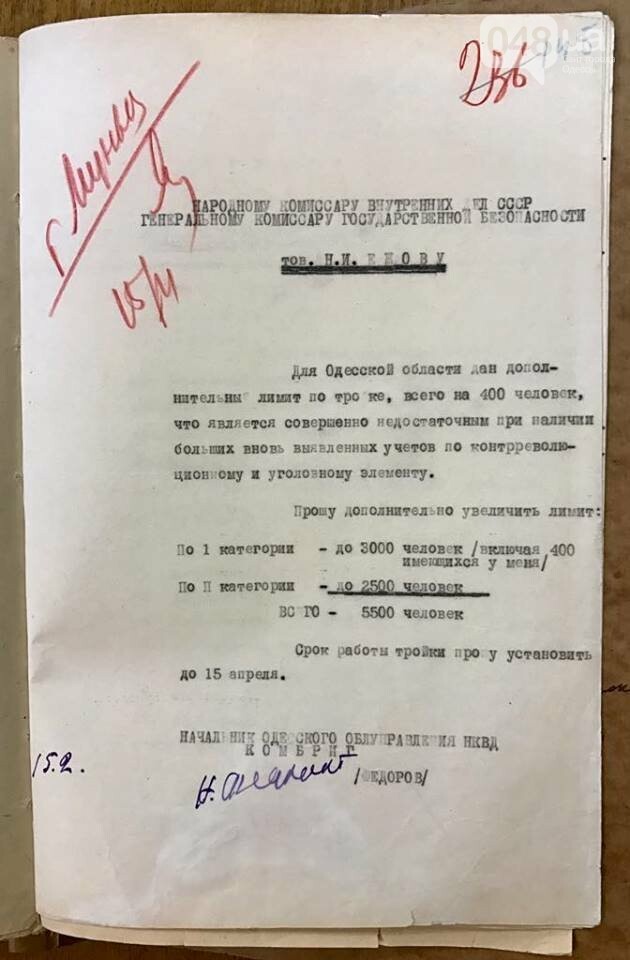 236
048.ua
НАРОДНОМУ КОМИССАРУ ВНУТРЕННИХ ДЕЛ СССР
ГЕНЕРАЛЬНОМУ КОМИССАРУ ГОСУДАРСТВЕННОЙ БЕЗОПАСНОСТИ
тов. Н.И. ЕЖОВУ
Для Одесской области дан допол-
нительный лимит по тройке, всего на 400 человек,
что является совершенно недостаточным при наличии
больших вновь выявленных учетов по контрреволю-
ционному и уголовному элементу.
Прошу дополнительно увеличить лимит:
По 1 категории - до 3000 человек /включая 400
имеющихся у меня/
По II категории - до 2500 человек
ВСЕГО - 5500 человек
Срок работы тройки прошу установить
до 15 апреля.
НАЧАЛЬНИК ОДЕССКОГО ОБЛУПРАВЛЕНИЯ НКВД
КОМБРИГ
15.2.
/ФЕДОРОВ/